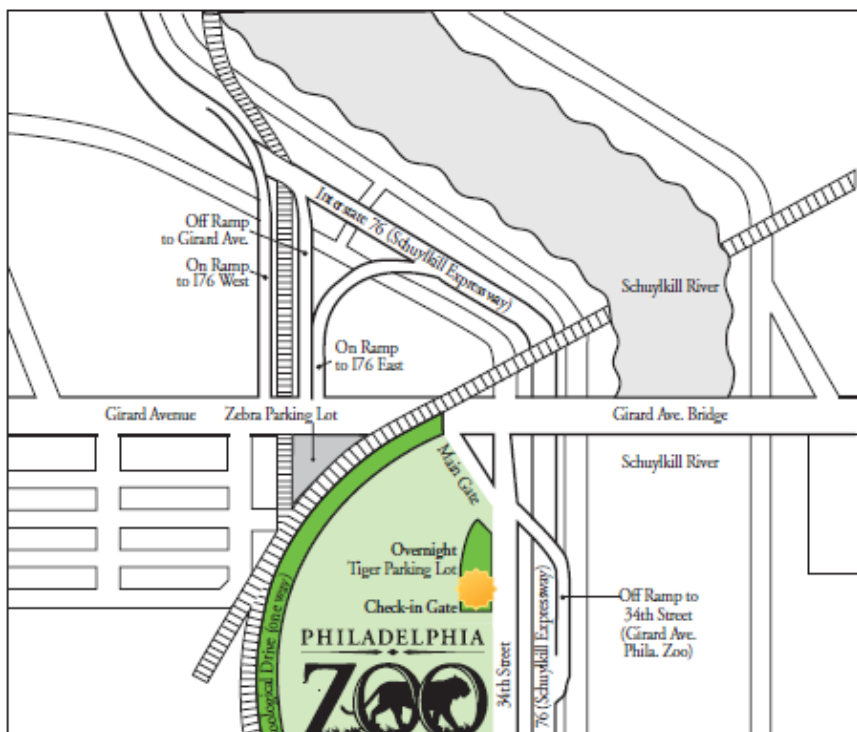 Interstate 76 (Schuylkill Expressway)
Off Ramp
to Girard Ave.
On Ramp
to I76 West
Schuylkill River
On Ramp
to I76 East
Girard Avenue
Zebra Parking Lot
Girard Ave. Bridge
Main Gate
Schuylkill River
Overnight
Tiger Parking Lot
Check-in Gate
Off Ramp to
34th Street
(Girard Ave.
Phila. Zoo)
PHILADELPHIA
ZOO
oological Drive (one way)
34th Street
76 (Schuylkill Expressway)